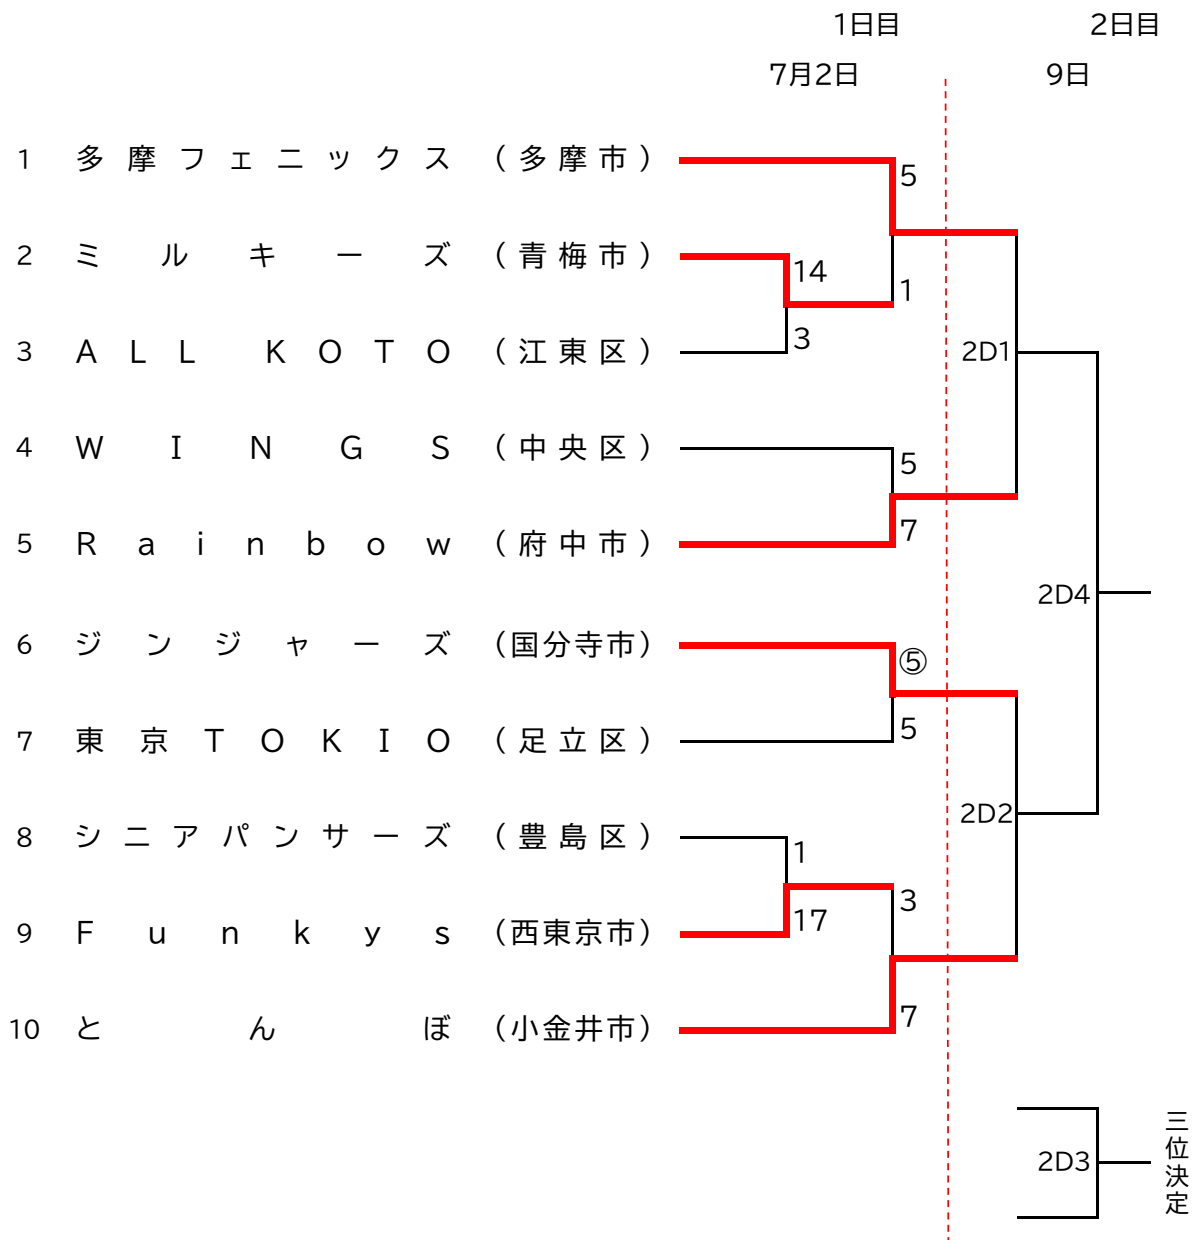 1日目 2日目
7月2日 9日
1 多摩フェニックス (多摩市)
5
2 ミルキーズ (青梅市)
14
1
3 ALL KOTO (江東区)
3
2D1
4 WINGS (中央区)
5
5 Rainbow (府中市)
7
2D4
6 ジンジャーズ (国分寺市)
⑤
7 東京TOKIO (足立区)
5
2D2
8 シニアパンサーズ (豊島区)
1
3
9 Funkys (西東京市)
17
10 とんぼ (小金井市)
7
2D3
三位決定